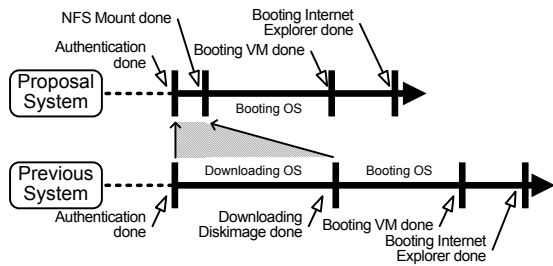 NFS Mount done
Booting Internet
Explorer done
Authentication
done
Booting VM done
Proposal
System
Booting OS
Previous
System
Downloading OS
Booting OS
Authentication
done
Downloading
Diskimage done
Booting VM done
Booting Internet
Explorer done